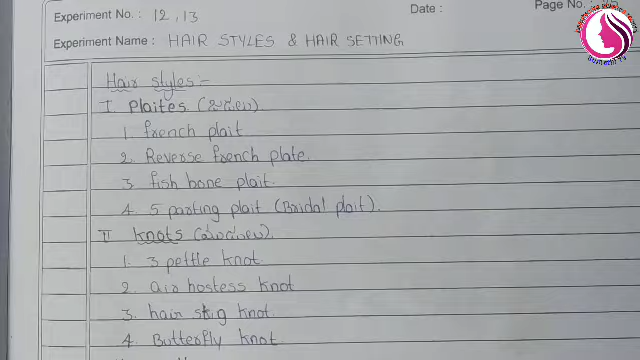 Experiment No. : 12, 13
Date :
Page No.
Experiment Name : HAIR STYLES & HAIR SETTING
Hair styles :-
I Plaites (జడలు)
1. french plait
2. Reverse french plate.
3. fish bone plait.
4. 5 parting plait (Bridal plait).
II knots (ముడులు).
1. 3 pettle knot
2. air hostess knot
3. hair knot.
4. Butterfly knot